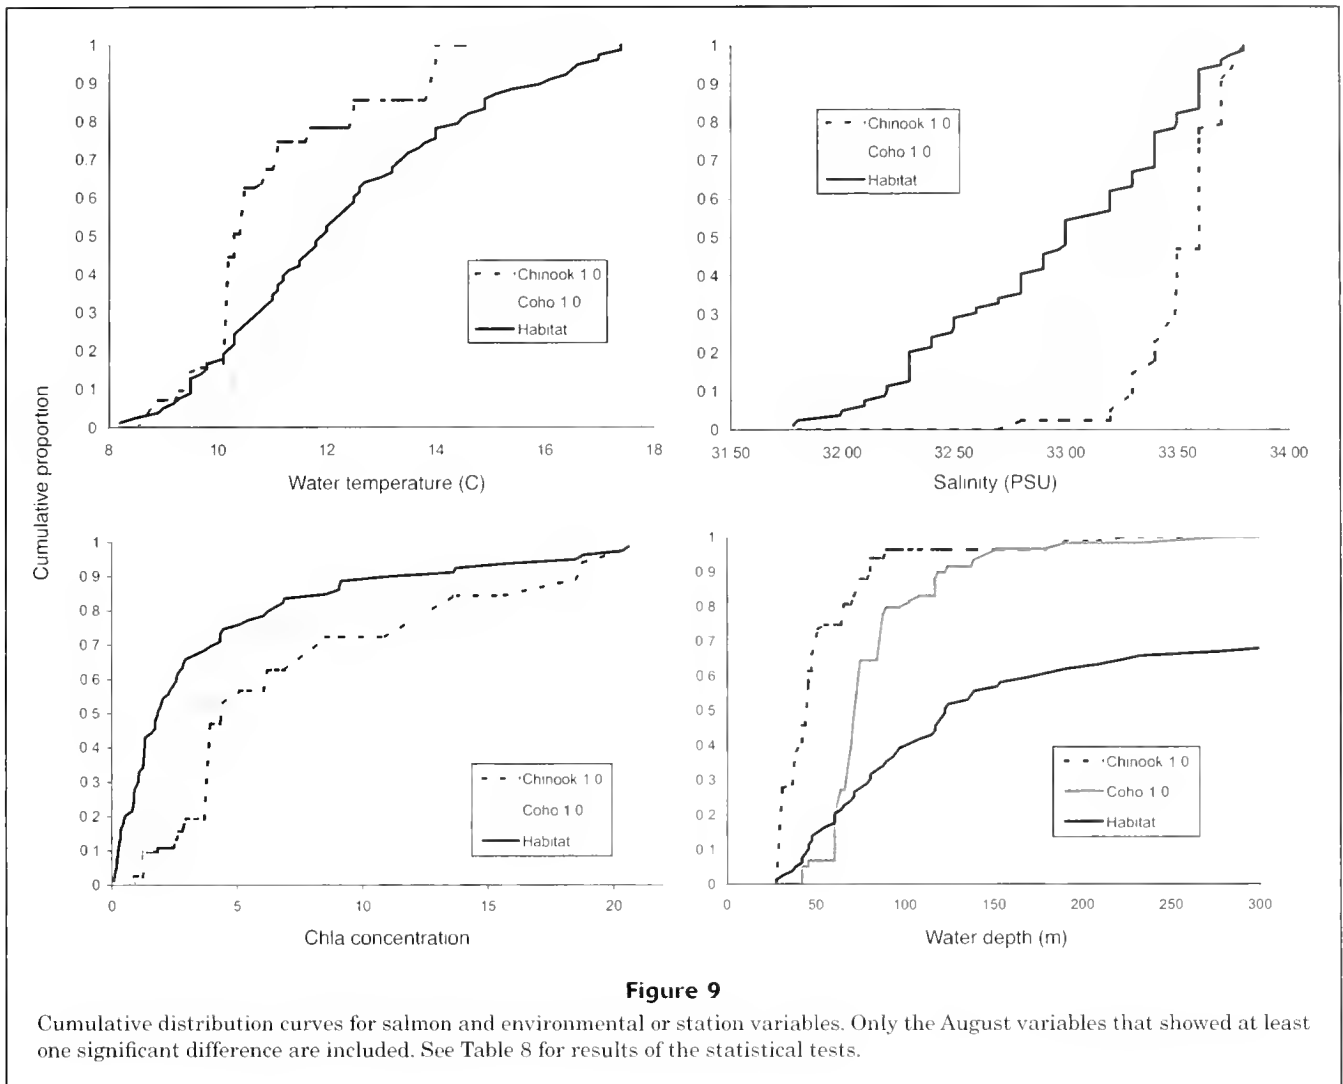 Cumulative proportion
1
0 9
0 8
0 7
0 6
0 5
0 4
0 3
0 2
0 1
0
8 10 12 14 16 18
Water temperature (C)
Chinook 1 0
Coho 1 0
Habitat
1
0 9
0 8
0 7
0 6
0 5
0 4
0 3
0 2
0 1
0
31 50 32 00 32 50 33 00 33 50 34 00
Salinity (PSU)
Chinook 1 0
Coho 1 0
Habitat
1
0 9
0 8
0 7
0 6
0 5
0 4
0 3
0 2
0 1
0
0 5 10 15 20
Chla concentration
Chinook 1 0
Coho 1 0
Habitat
1
0 9
0 8
0 7
0 6
0 5
0 4
0 3
0 2
0 1
0
0 50 100 150 200 250 300
Water depth (m)
Chinook 1 0
Coho 1 0
Habitat
Figure 9
Cumulative distribution curves for salmon and environmental or station variables. Only the August variables that showed at least
one significant difference are included. See Table 8 for results of the statistical tests.